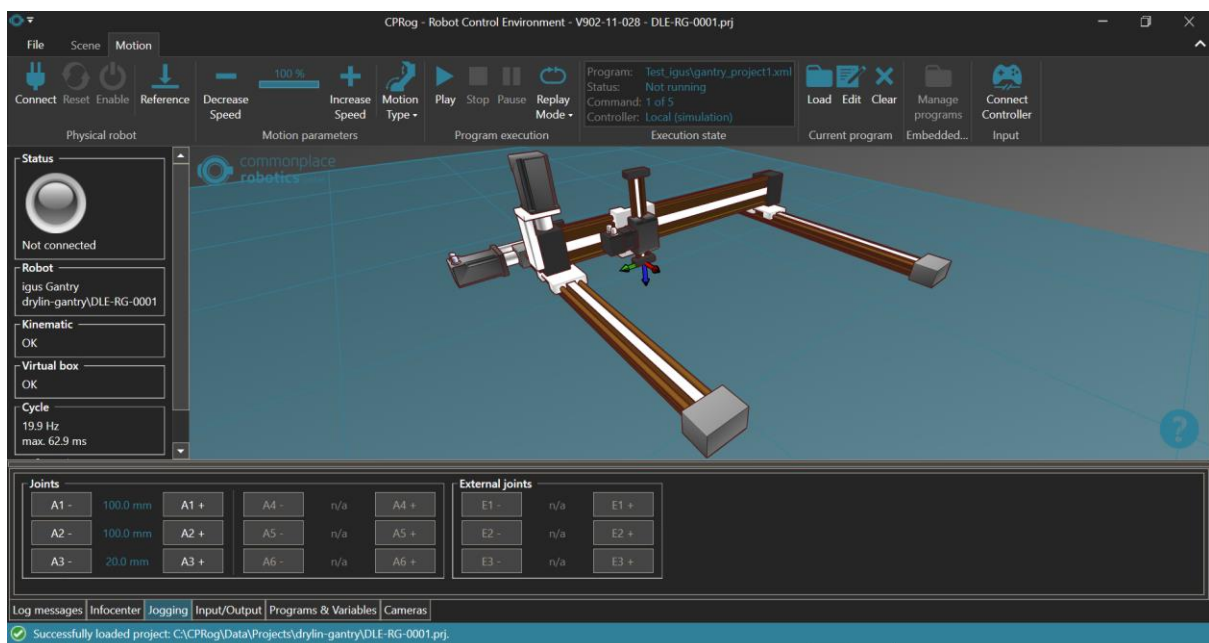 CPRog - Robot Control Environment - V902-11-028 - DLE-RG-0001.prj
File Scene Motion
Connect Reset Enable Reference
Physical robot
Decrease Speed
100 %
Increase Speed
Motion Type
Motion parameters
Play Stop Pause Replay Mode
Program execution
Program: Test_igus\gantry_project1.xml
Status: Not running
Command: 1 of 5
Controller: Local (simulation)
Execution state
Load Edit Clear
Current program
Manage programs
Embedded...
Connect Controller
Input
Status
Not connected
Robot
igus Gantry
drylin-gantry\DLE-RG-0001
Kinematic
OK
Virtual box
OK
Cycle
19.9 Hz
max. 62.9 ms
commonplace
robotics
?
Joints
A1 - 100.0 mm A1 + A4 - n/a A4 +
A2 - 100.0 mm A2 + A5 - n/a A5 +
A3 - 20.0 mm A3 + A6 - n/a A6 +
External joints
E1 - n/a E1 +
E2 - n/a E2 +
E3 - n/a E3 +
Log messages Infocenter Jogging Input/Output Programs & Variables Cameras
Successfully loaded project: C:\CPRog\Data\Projects\drylin-gantry\DLE-RG-0001.prj.